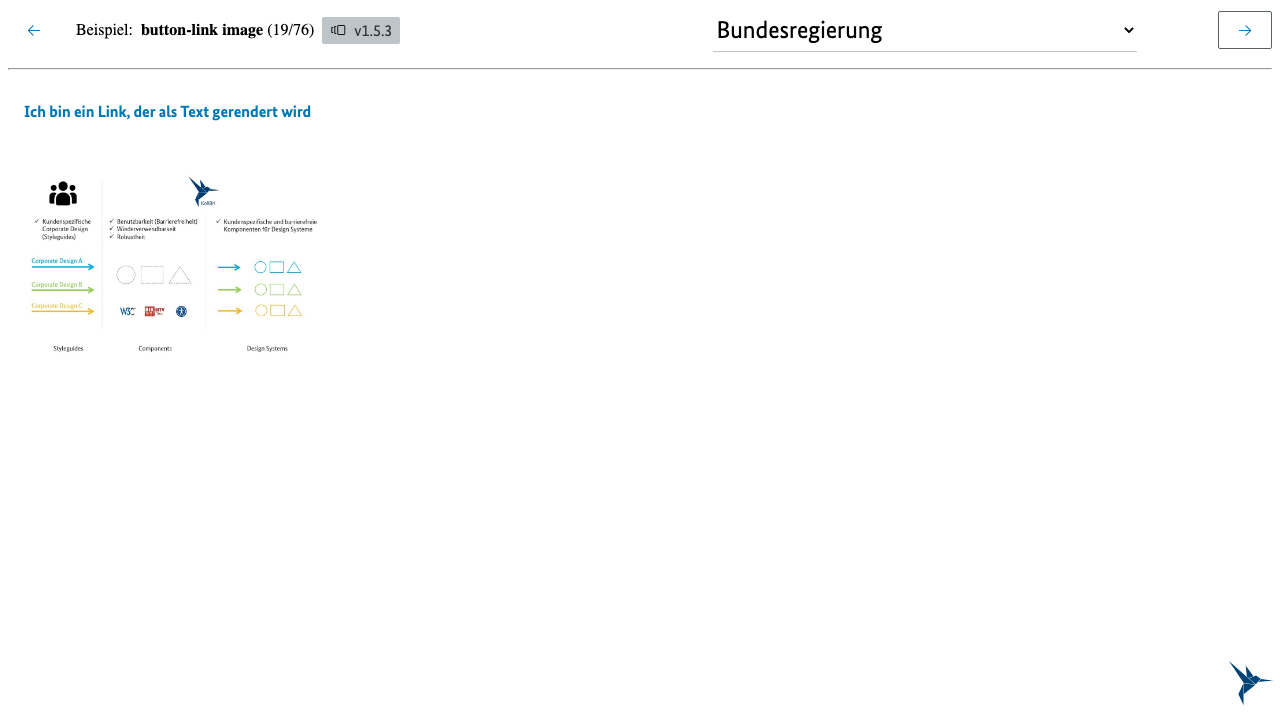 Beispiel: button-link image (19/76) v1.5.3
Bundesregierung
Ich bin ein Link, der als Text gerendert wird
KoliBri
✓ Kundenspezifische
Corporate Design
(Styleguides)
✓ Benutzbarkeit (Barrierefreiheit)
✓ Wiederverwendbarkeit
✓ Robustheit
✓ Kundenspezifische und barrierefreie
Komponenten für Design Systeme
Corporate Design A
Corporate Design B
Corporate Design C
W3C
Styleguides
Components
Design Systems